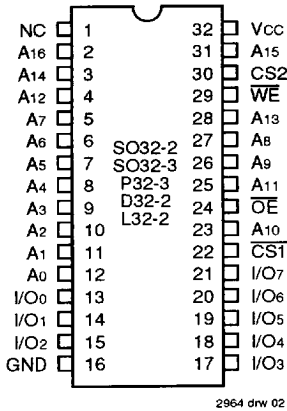 NC 1 32 Vcc
A16 2 31 A15
A14 3 30 CS2
A12 4 29 WE
A7 5 28 A13
A6 6 27 A8
A5 7 26 A9
A4 8 25 A11
A3 9 24 OE
A2 10 23 A10
A1 11 22 CS1
A0 12 21 I/O7
I/O0 13 20 I/O6
I/O1 14 19 I/O5
I/O2 15 18 I/O4
GND 16 17 I/O3
SO32-2
SO32-3
P32-3
D32-2
L32-2
2964 drw 02